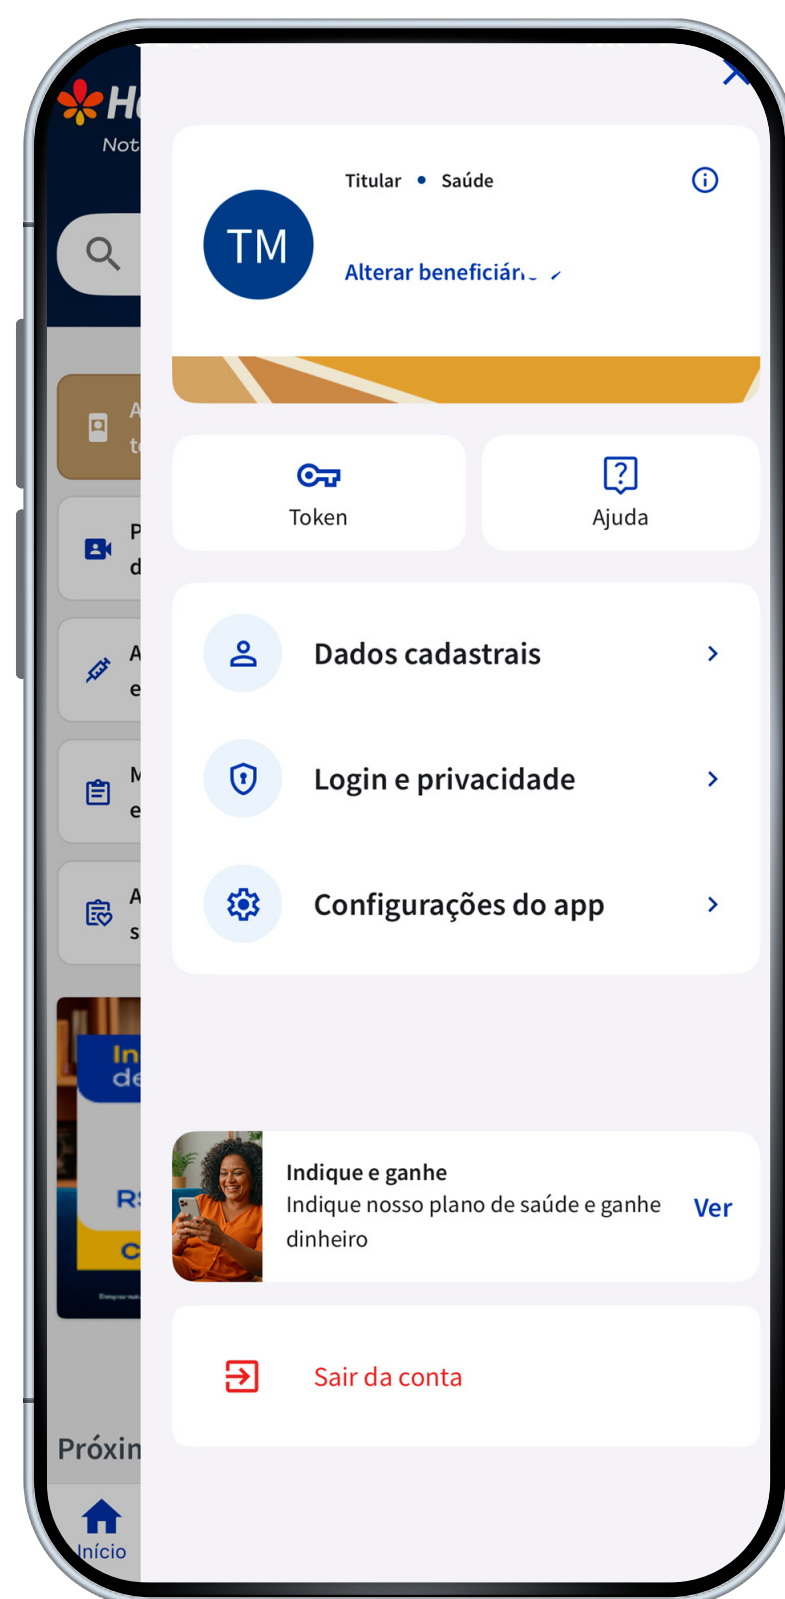 Titular • Saúde
TM
Alterar
Token
Ajuda
Dados cadastrais
Login e privacidade
Configurações do app
Indique e ganhe
Indique nosso plano de saúde e ganhe
dinheiro
Ver
Sair da conta
Início